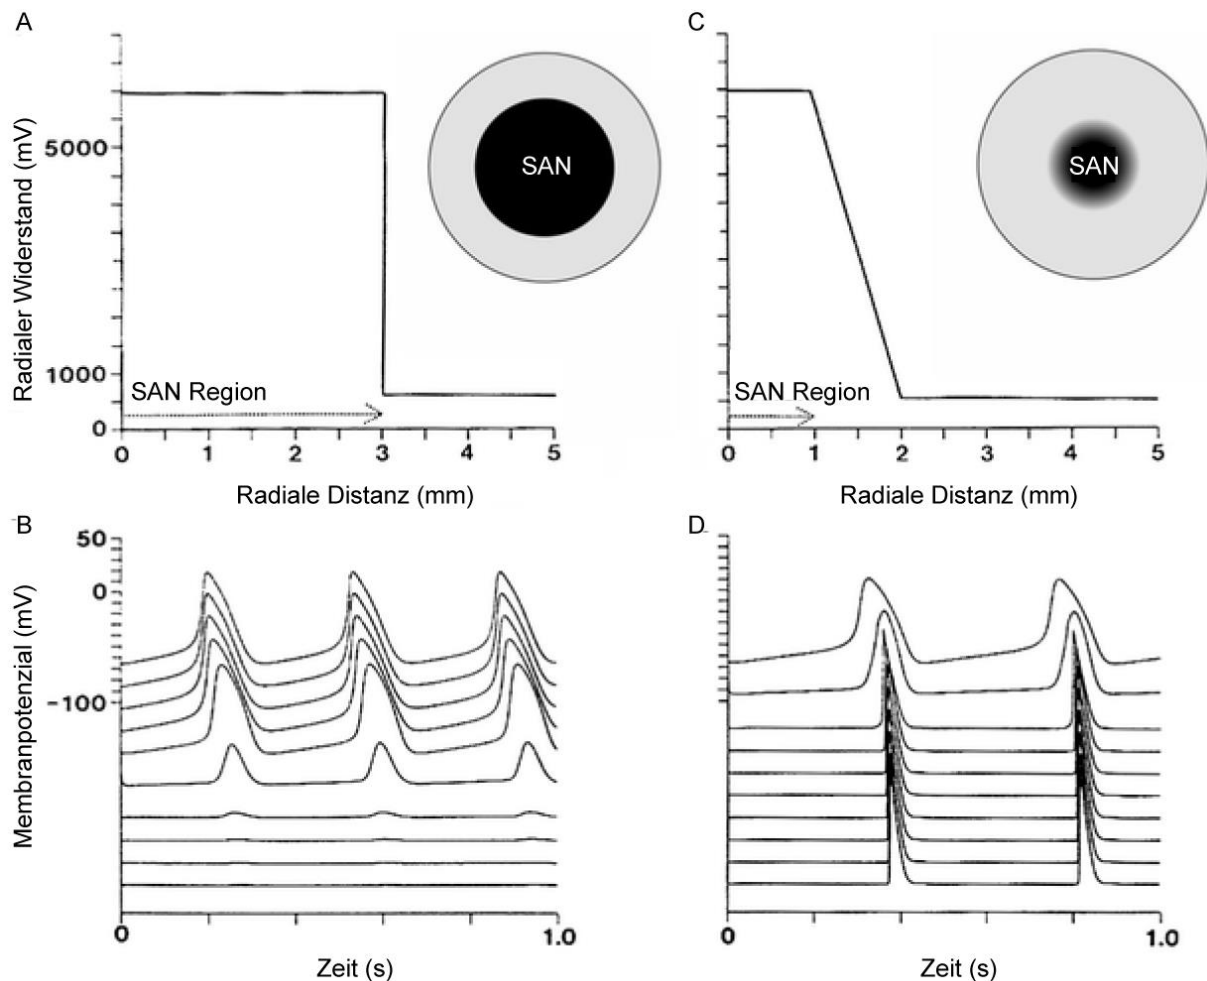 A
C
Radialer Widerstand (mV)
5000
1000
0
SAN
SAN Region
0 1 2 3 4 5
Radiale Distanz (mm)
SAN
SAN Region
0 1 2 3 4 5
Radiale Distanz (mm)
B
D
Membranpotenzial (mV)
50
0
-100
0 1.0
Zeit (s)
0 1.0
Zeit (s)